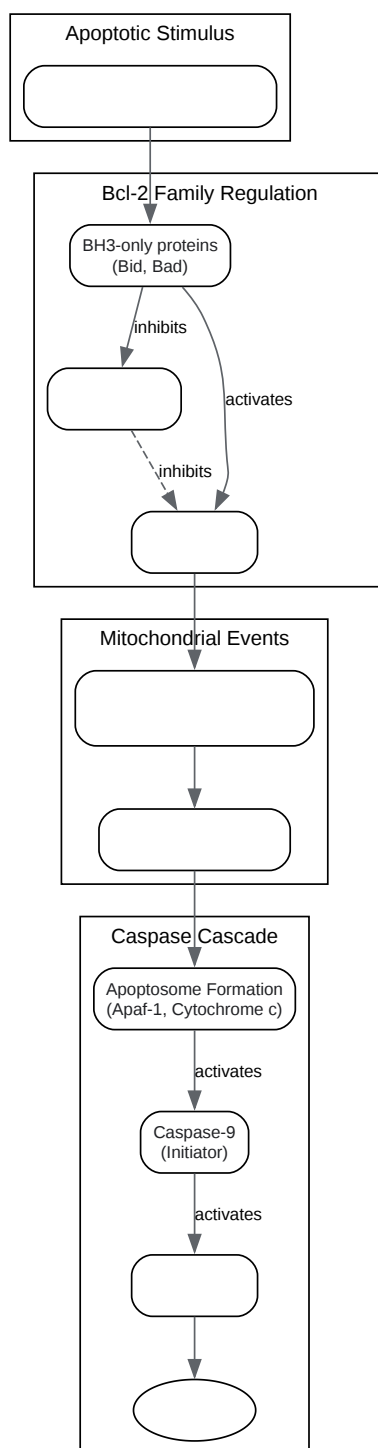 Apoptotic Stimulus
Bcl-2 Family Regulation
BH3-only proteins
(Bid, Bad)
inhibits
activates
inhibits
Mitochondrial Events
Caspase Cascade
Apoptosome Formation
(Apaf-1, Cytochrome c)
activates
Caspase-9
(Initiator)
activates